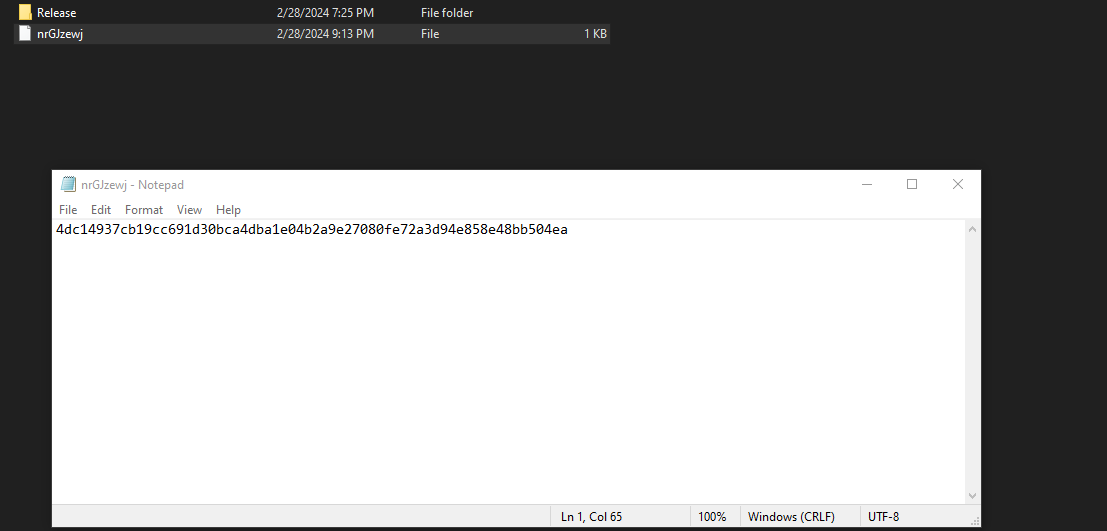 Release 2/28/2024 7:25 PM File folder
nrGJzewj 2/28/2024 9:13 PM File 1 KB
nrGJzewj - Notepad
File Edit Format View Help
4dc14937cb19cc691d30bca4dba1e04b2a9e27080fe72a3d94e858e48bb504ea
Ln 1, Col 65 100% Windows (CRLF) UTF-8